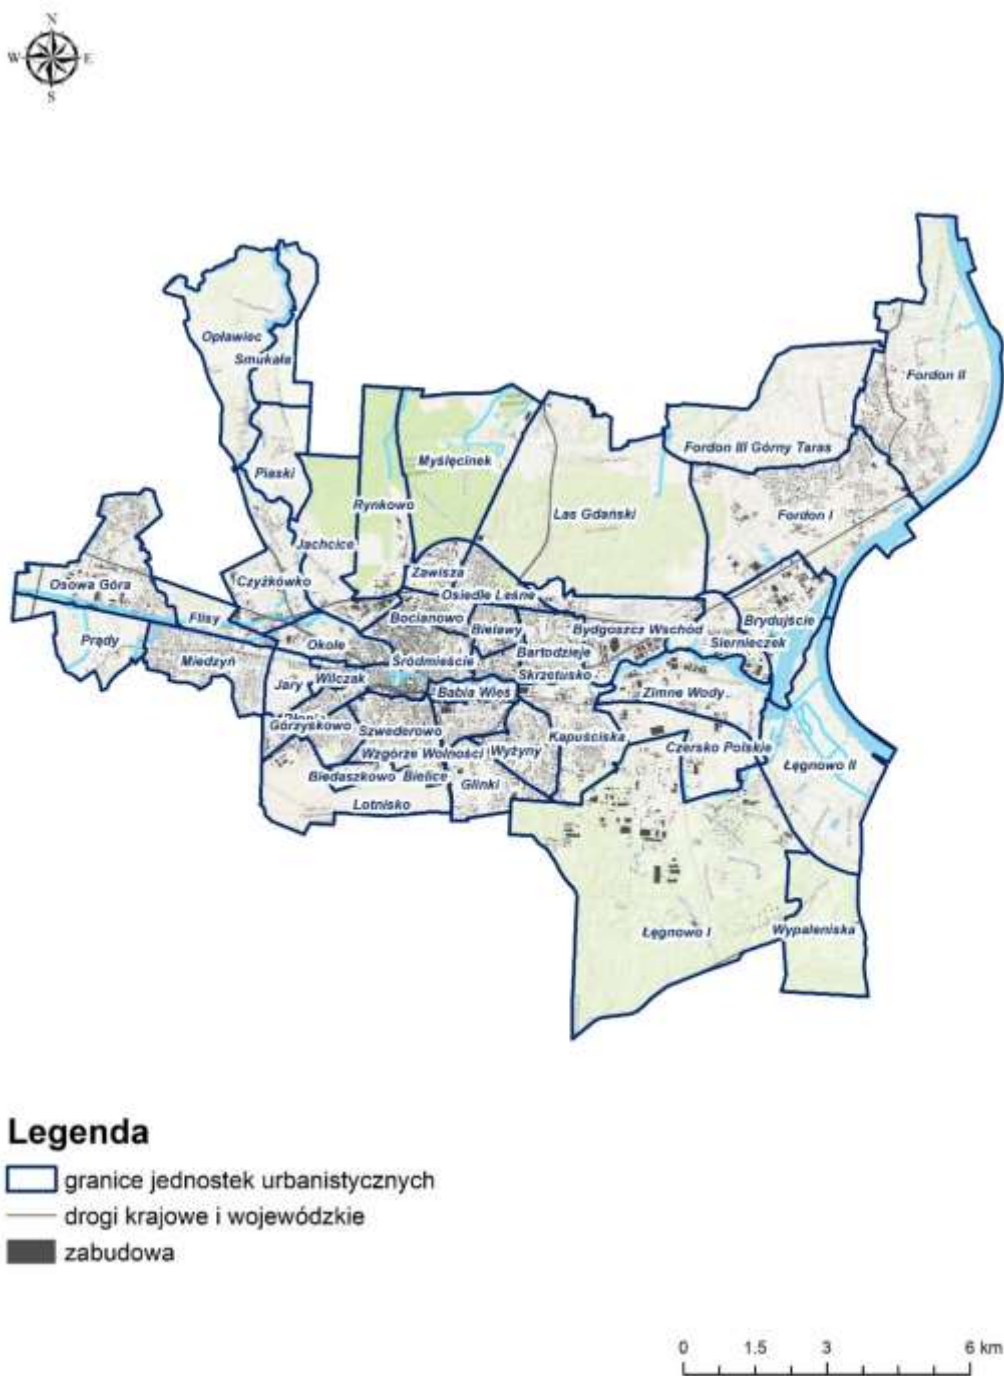 N
W E
S
Opławiec
Smukała
Fordon II
Fordon III Górny Taras
Myślęcinek
Piaski
Rynkowo
Las Gdański
Fordon I
Jachcice
Zawisza
Czyżkówko
Osowa Góra
Osiedle Leśne
Flisy
Bocianowo
Brydujście
Bielawy
Bydgoszcz Wschód
Prądy
Okole
Siernieczek
Miedzyń
Śródmieście
Bartodzieje
Skrzetusko
Jary
Wilczak
Babia Wieś
Zimne Wody
Górzyskowo
Szwederowo
Kapuściska
Wzgórze Wolności
Wyżyny
Czersko Polskie
Łęgnowo II
Biedaszkowo
Bielice
Glinki
Lotnisko
Łęgnowo I
Wypaleniska
Legenda
granice jednostek urbanistycznych
drogi krajowe i wojewódzkie
zabudowa
0 1.5 3 6 km